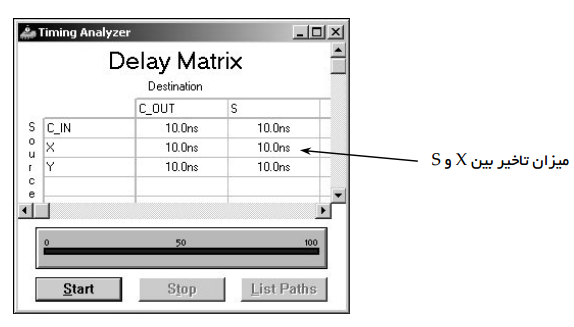 Timing Analyzer
Delay Matrix
Destination
C_OUT S
Source
C_IN 10.0ns 10.0ns
X 10.0ns 10.0ns
Y 10.0ns 10.0ns
میزان تاخیر بین X و S
0 50 100
Start Stop List Paths